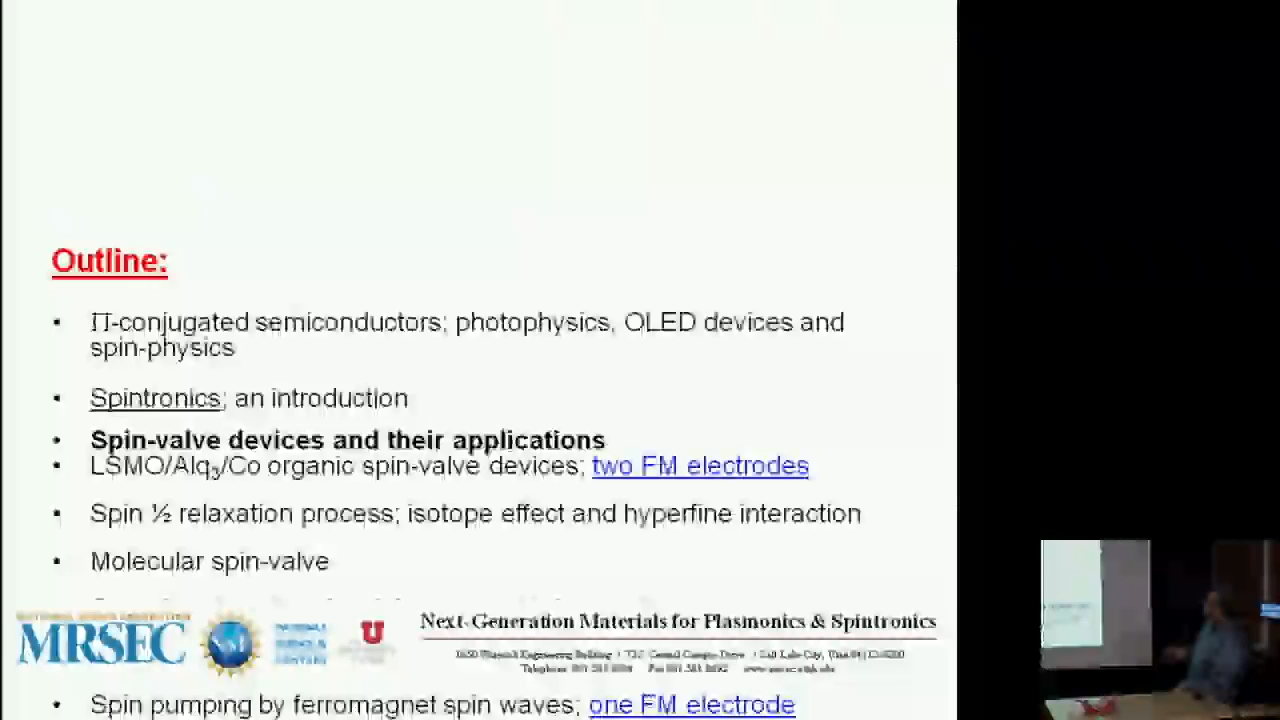 Outline:
• Π-conjugated semiconductors; photophysics, OLED devices and
spin-physics
• Spintronics; an introduction
• Spin-valve devices and their applications
• LSMO/Alq3/Co organic spin-valve devices; two FM electrodes
• Spin ½ relaxation process; isotope effect and hyperfine interaction
• Molecular spin-valve
MRSEC
NSF
U
Next-Generation Materials for Plasmonics & Spintronics
• Spin pumping by ferromagnet spin waves; one FM electrode